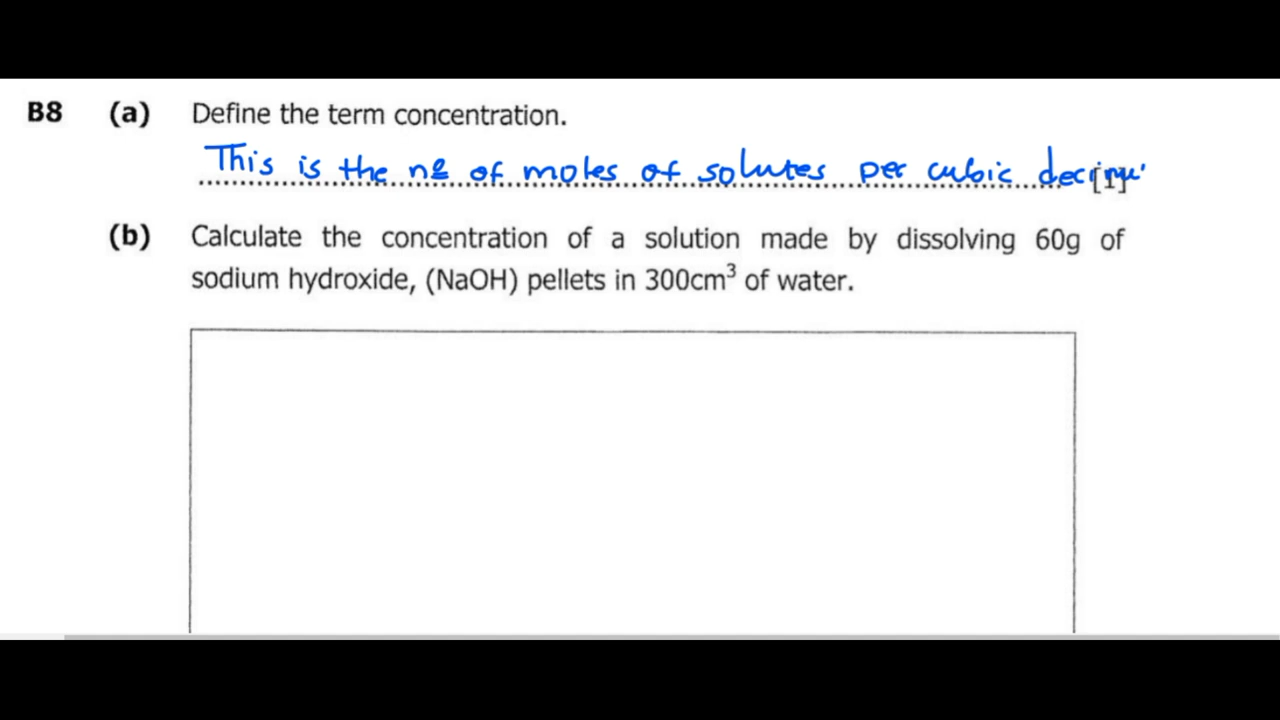 B8 (a) Define the term concentration.
This is the no of moles of solutes per cubic
[1]
(b) Calculate the concentration of a solution made by dissolving 60g of
sodium hydroxide, (NaOH) pellets in 300cm³ of water.